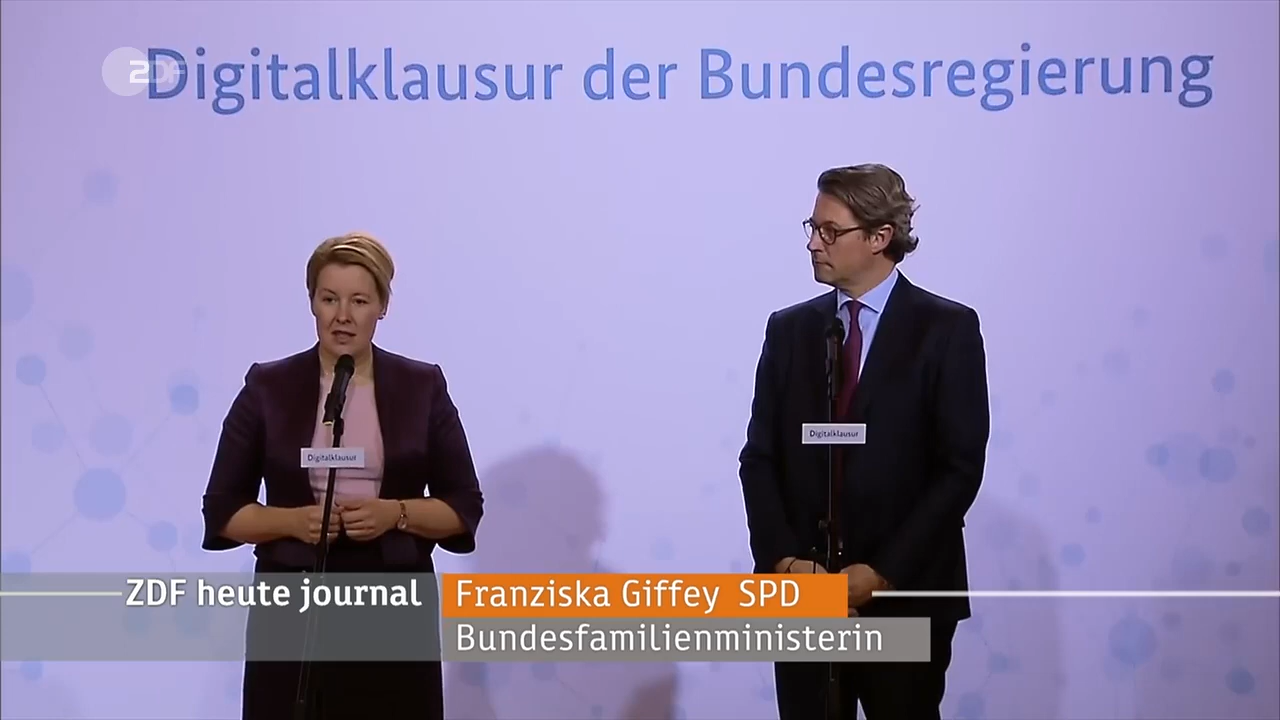 ZDF
Digitalklausur der Bundesregierung
Digitalklausur
Digitalklausur
ZDF heute journal
Franziska Giffey SPD
Bundesfamilienministerin